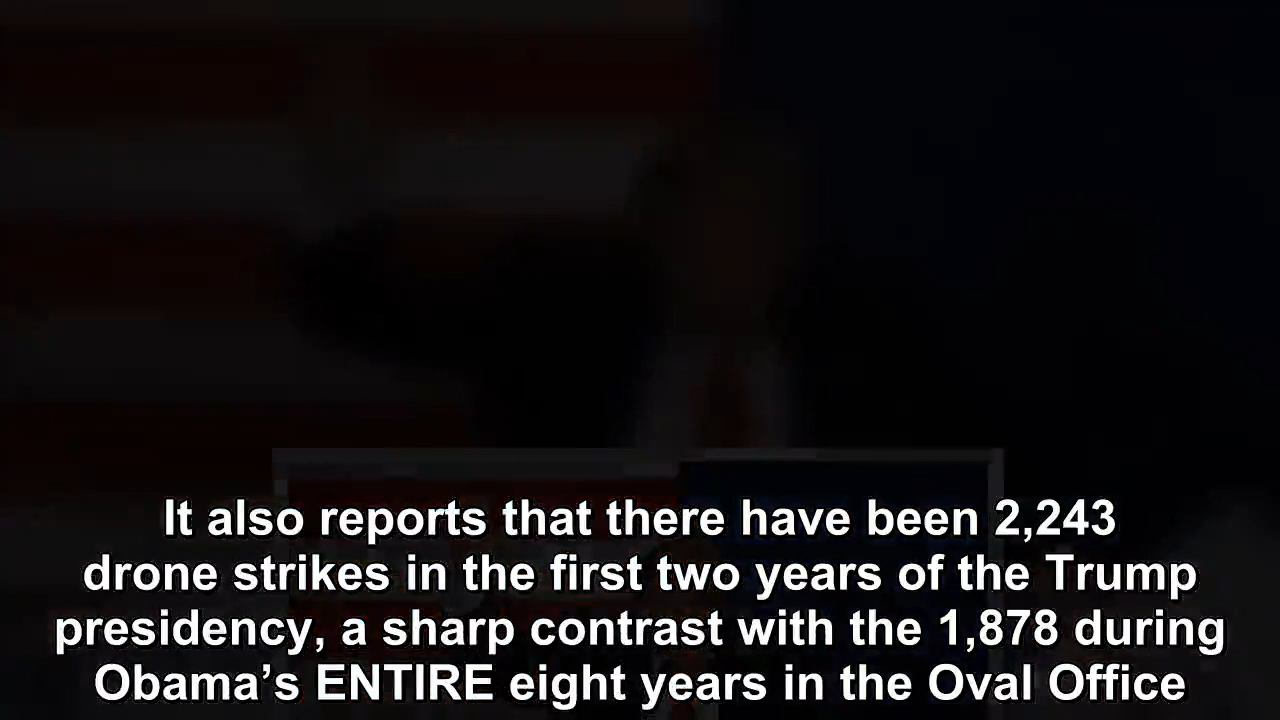 It also reports that there have been 2,243
drone strikes in the first two years of the Trump
presidency, a sharp contrast with the 1,878 during
Obama’s ENTIRE eight years in the Oval Office